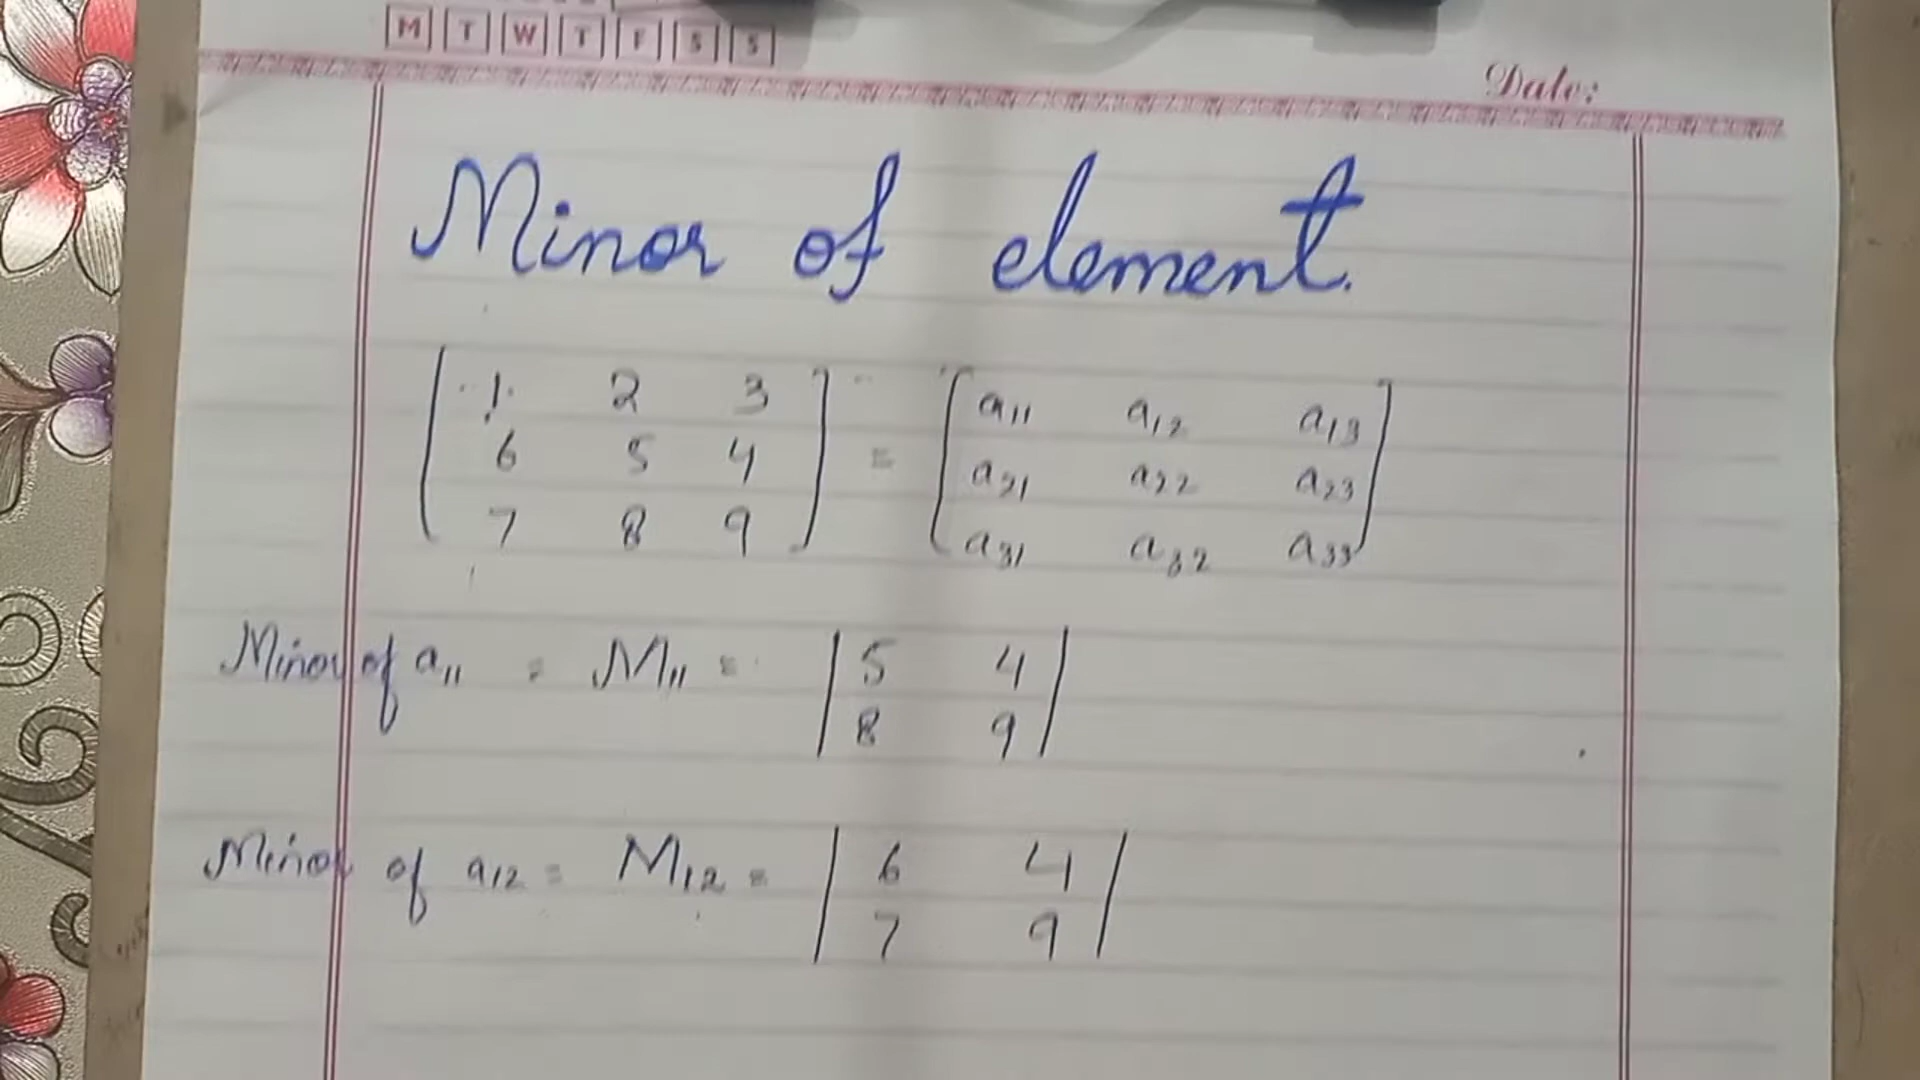 M T W T F S S
Date:
Minor of element.
1 2 3 = a11 a12 a13
6 5 4 a21 a22 a23
7 8 9 a31 a32 a33
Minor of a11 = M11 = | 5 4 |
| 8 9 |
Minor of a12 = M12 = | 6 4 |
| 7 9 |